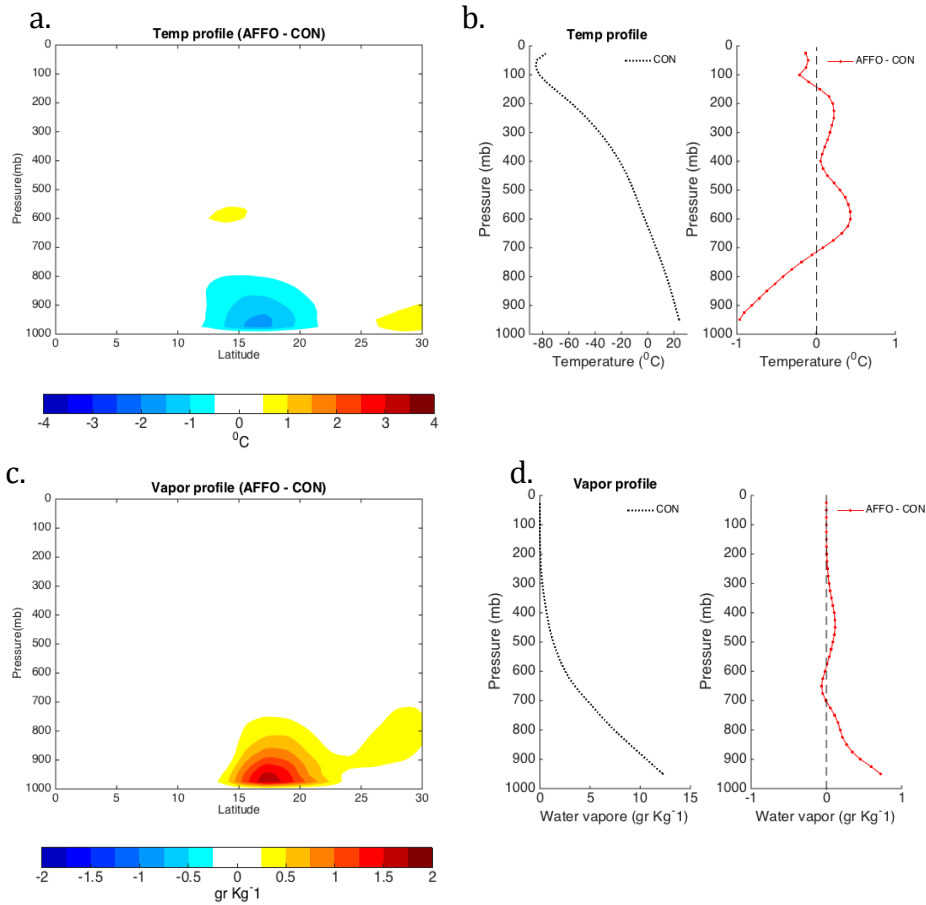 a.
Temp profile (AFFO - CON)
0
100
200
300
400
500
600
700
800
900
1000
Pressure(mb)
0 5 10 15 20 25 30
Latitude
-4 -3 -2 -1 0 1 2 3 4
⁰C
b.
Temp profile
CON
0
100
200
300
400
500
600
700
800
900
1000
Pressure (mb)
-80 -60 -40 -20 0 20
Temperature (⁰C)
AFFO - CON
0
100
200
300
400
500
600
700
800
900
1000
Pressure (mb)
-1 0 1
Temperature (⁰C)
c.
Vapor profile (AFFO - CON)
0
100
200
300
400
500
600
700
800
900
1000
Pressure(mb)
0 5 10 15 20 25 30
Latitude
-2 -1.5 -1 -0.5 0 0.5 1 1.5 2
gr Kg⁻1
d.
Vapor profile
CON
0
100
200
300
400
500
600
700
800
900
1000
Pressure (mb)
0 5 10 15
Water vapore (gr Kg⁻1)
AFFO - CON
0
100
200
300
400
500
600
700
800
900
1000
Pressure (mb)
-1 0 1
Water vapor (gr Kg⁻1)